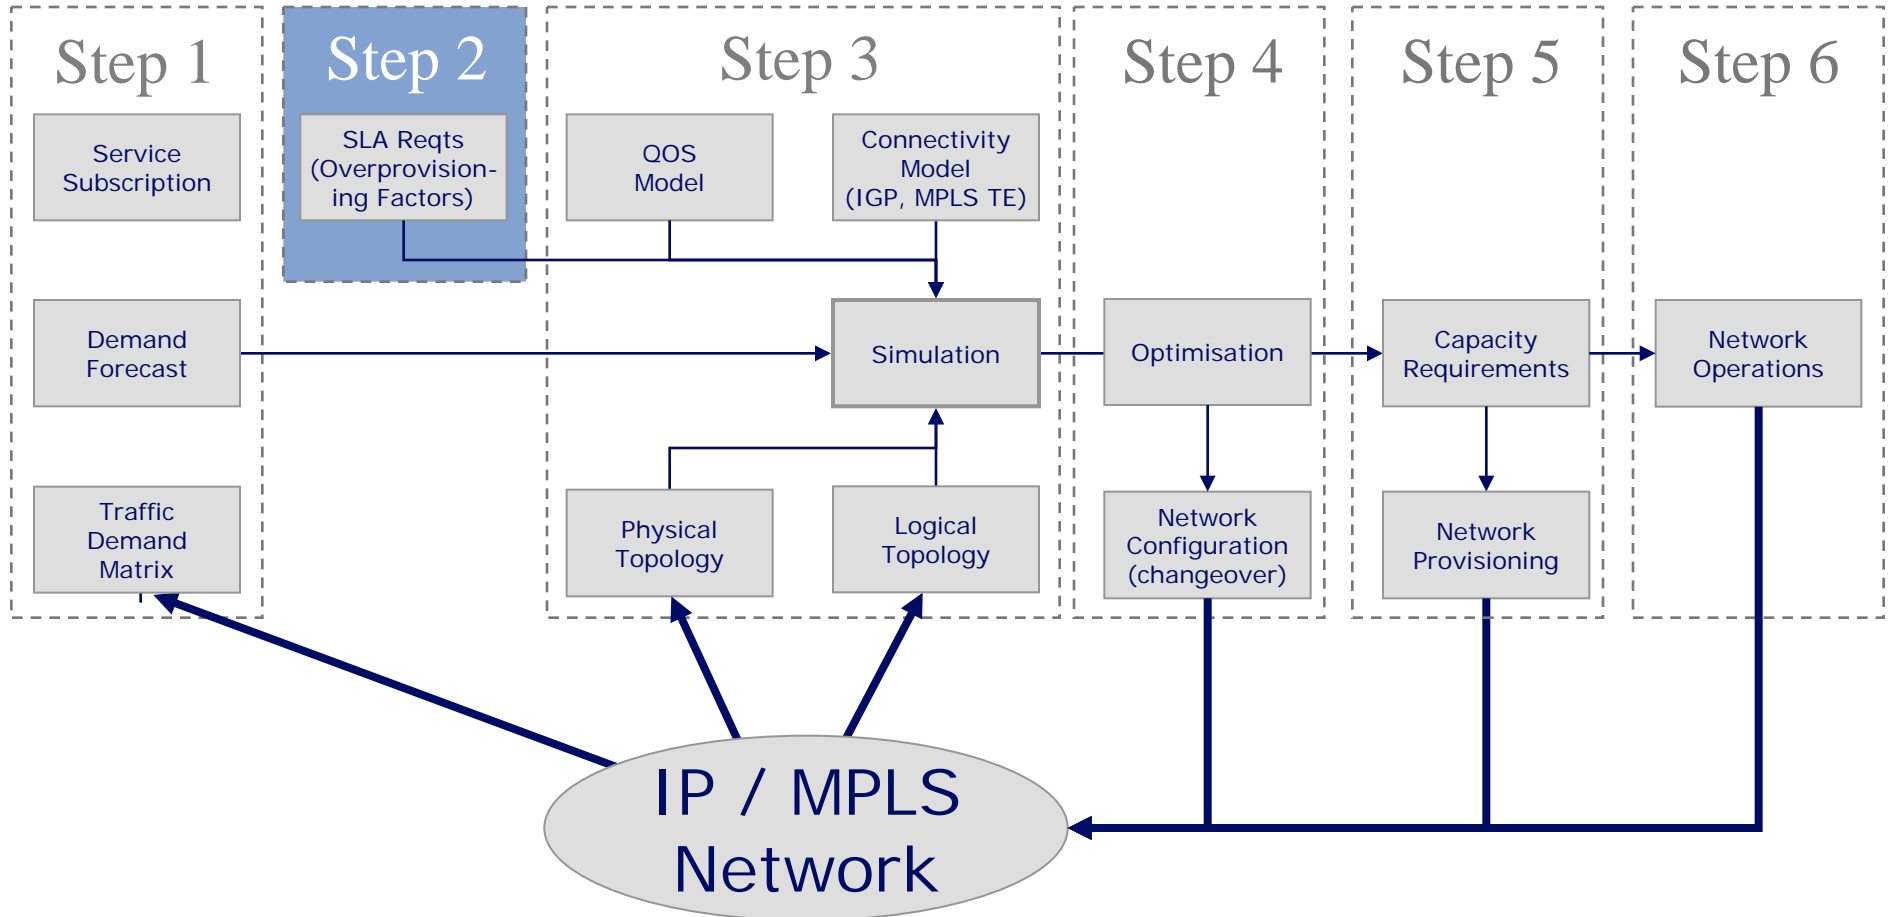 Step 1
Service
Subscription
Demand
Forecast
Traffic
Demand
Matrix
Step 2
SLA Reqts
(Overprovision-
ing Factors)
Step 3
QOS
Model
Connectivity
Model
(IGP, MPLS TE)
Simulation
Physical
Topology
Logical
Topology
Step 4
Optimisation
Network
Configuration
(changeover)
Step 5
Capacity
Requirements
Network
Provisioning
Step 6
Network
Operations
IP / MPLS
Network